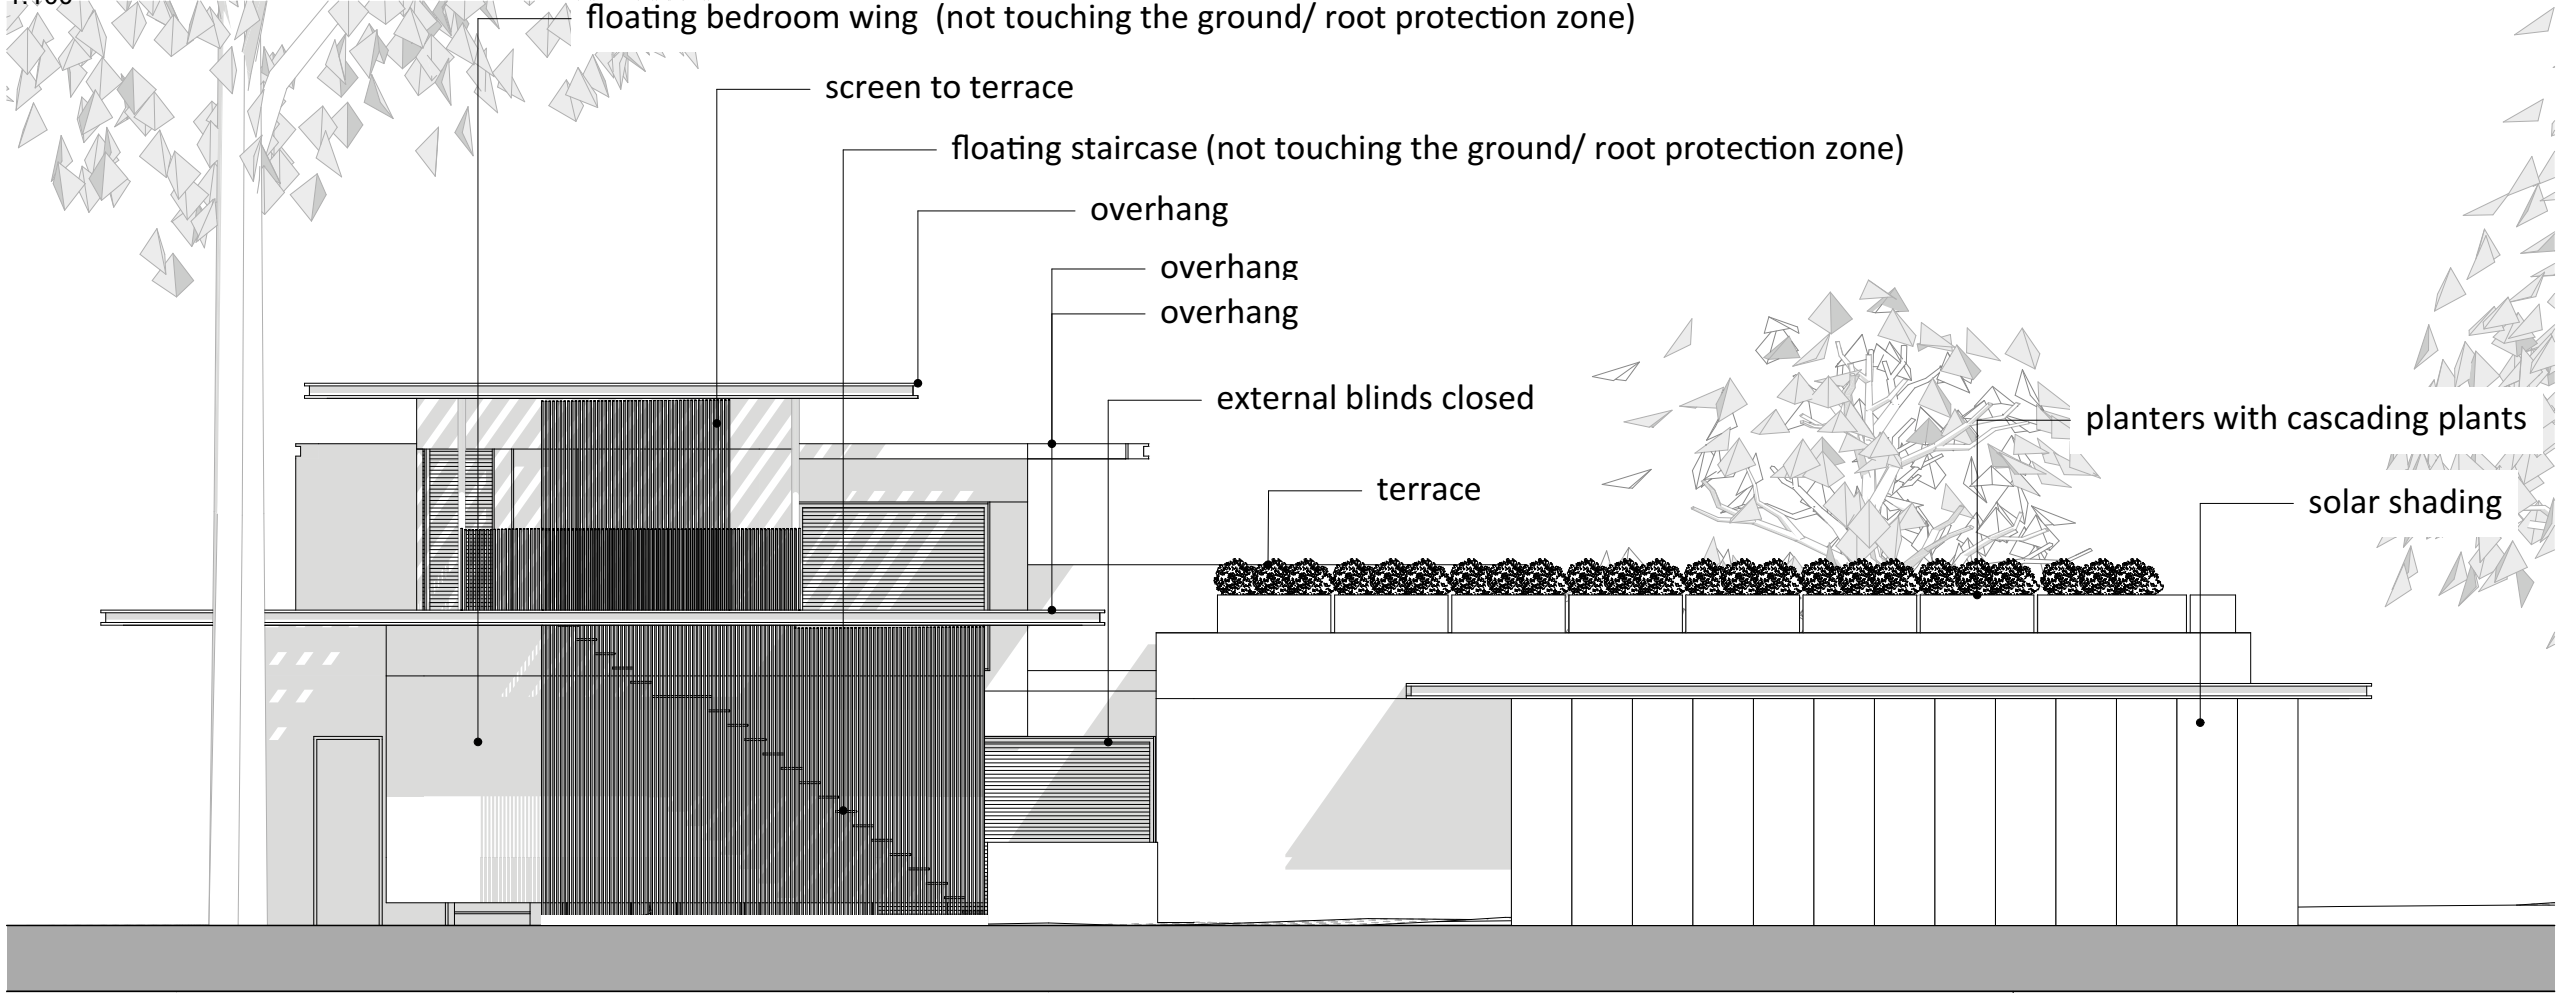 floating bedroom wing (not touching the ground/ root protection zone)
screen to terrace
floating staircase (not touching the ground/ root protection zone)
overhang
overhang
overhang
external blinds closed
planters with cascading plants
terrace
solar shading